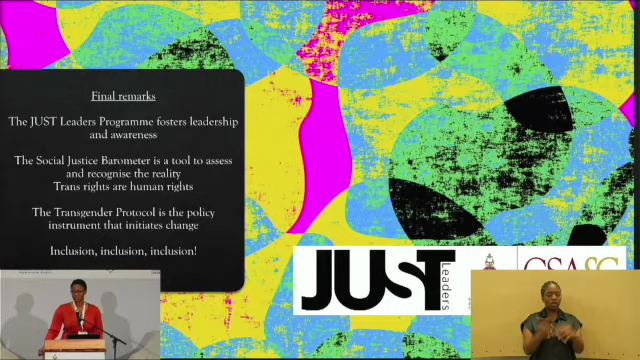 Final remarks
The JUST Leaders Programme fosters leadership
and awareness
The Social Justice Barometer is a tool to assess
and recognise the reality
Trans rights are human rights
The Transgender Protocol is the policy
instrument that initiates change
Inclusion, inclusion, inclusion!
JUST
Leaders